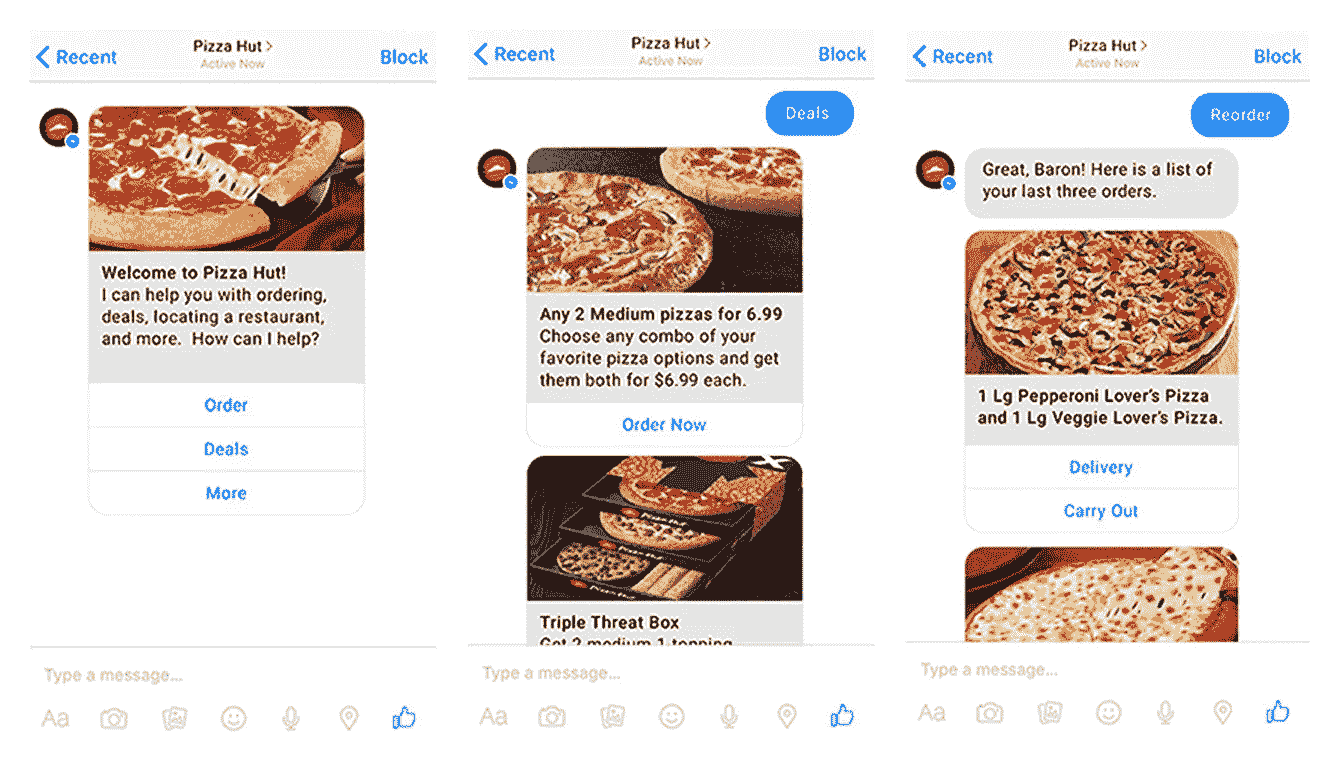 Recent
Pizza Hut >
Active Now
Block
Welcome to Pizza Hut!
I can help you with ordering,
deals, locating a restaurant,
and more.  How can I help?
Order
Deals
More
Type a message...
Aa
Recent
Pizza Hut >
Active Now
Block
Deals
Any 2 Medium pizzas for 6.99
Choose any combo of your
favorite pizza options and get
them both for $6.99 each.
Order Now
Triple Threat Box
Get 2 medium 1-topping
Type a message...
Aa
Recent
Pizza Hut >
Active Now
Block
Reorder
Great, Baron! Here is a list of
your last three orders.
1 Lg Pepperoni Lover's Pizza
and 1 Lg Veggie Lover's Pizza.
Delivery
Carry Out
Type a message...
Aa